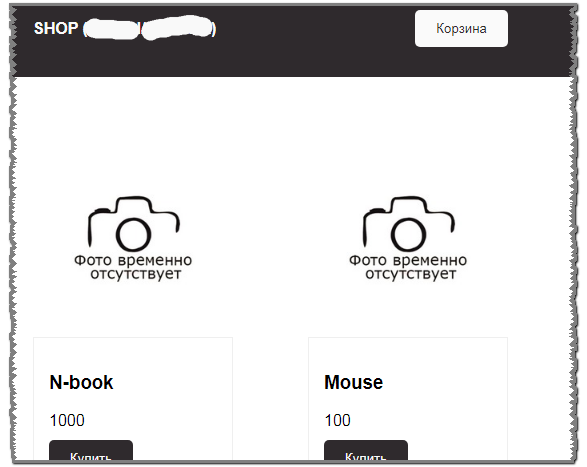 SHOP ( )
Корзина
Фото временно
отсутствует
Фото временно
отсутствует
N-book
1000
Купить
Mouse
100
Купить